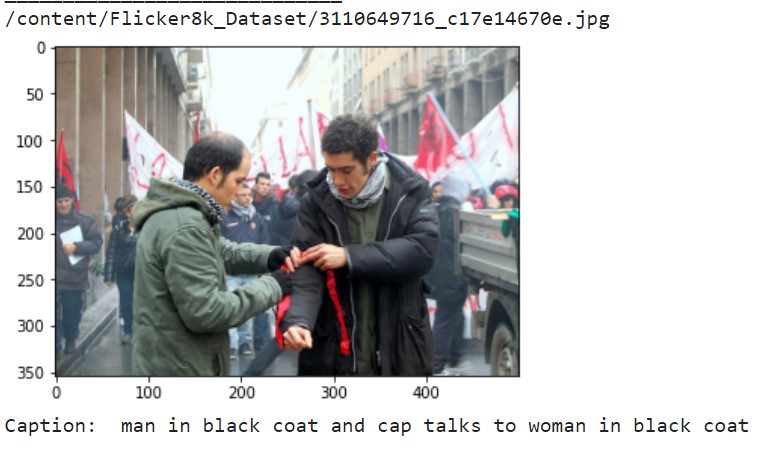 /content/Flicker8k_Dataset/3110649716_c17e14670e.jpg
0
50
100
150
200
250
300
350
0 100 200 300 400
Caption: man in black coat and cap talks to woman in black coat